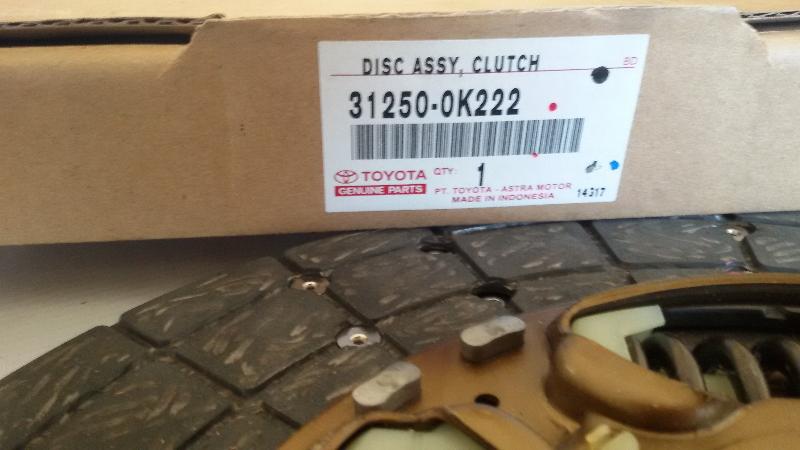 DISC ASSY, CLUTCH
BD
31250-0K222
TOYOTA
GENUINE PARTS
QTY: 1
PT. TOYOTA - ASTRA MOTOR
MADE IN INDONESIA
14317